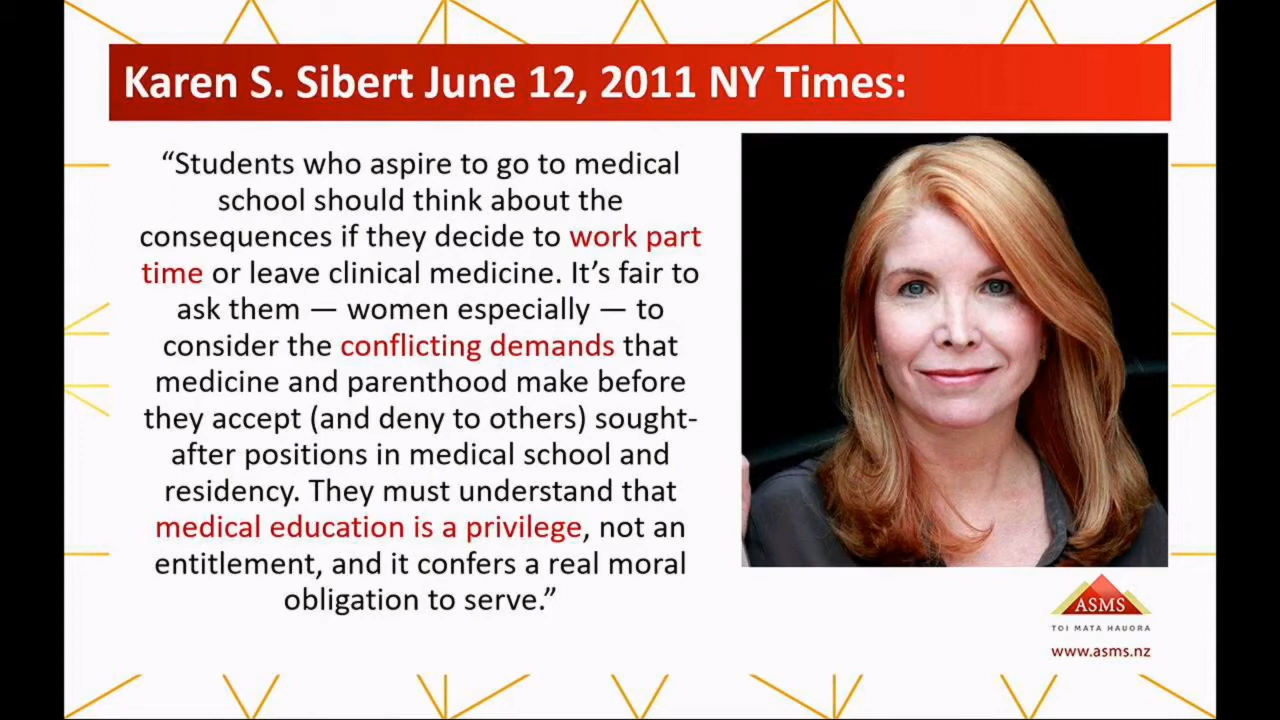 Karen S. Sibert June 12, 2011 NY Times:
“Students who aspire to go to medical
school should think about the
consequences if they decide to work part
time or leave clinical medicine. It’s fair to
ask them — women especially — to
consider the conflicting demands that
medicine and parenthood make before
they accept (and deny to others) sought-
after positions in medical school and
residency. They must understand that
medical education is a privilege, not an
entitlement, and it confers a real moral
obligation to serve.”
ASMS
TOI MATA HAUORA
www.asms.nz